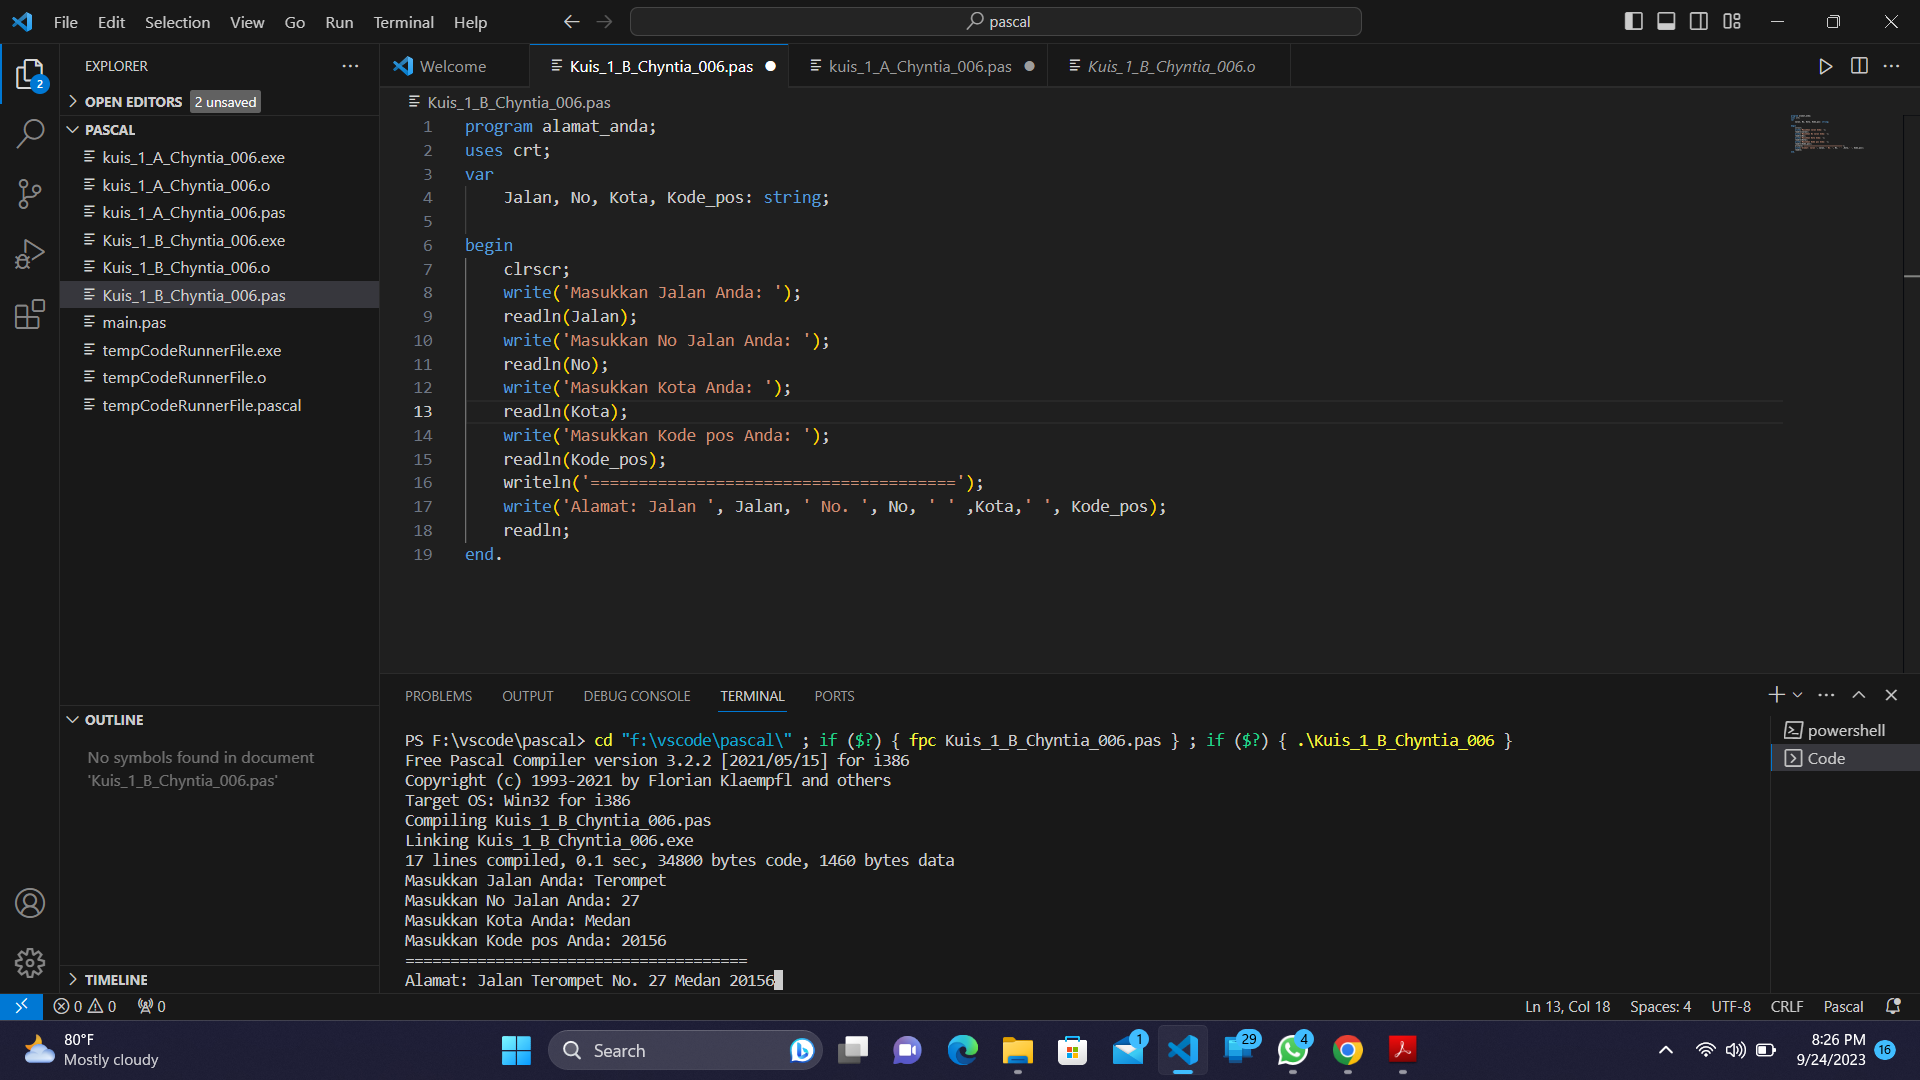 File Edit Selection View Go Run Terminal Help
pascal
2
EXPLORER
OPEN EDITORS 2 unsaved
PASCAL
kuis_1_A_Chyntia_006.exe
kuis_1_A_Chyntia_006.o
kuis_1_A_Chyntia_006.pas
Kuis_1_B_Chyntia_006.exe
Kuis_1_B_Chyntia_006.o
Kuis_1_B_Chyntia_006.pas
main.pas
tempCodeRunnerFile.exe
tempCodeRunnerFile.o
tempCodeRunnerFile.pascal
OUTLINE
No symbols found in document
'Kuis_1_B_Chyntia_006.pas'
TIMELINE
Welcome Kuis_1_B_Chyntia_006.pas kuis_1_A_Chyntia_006.pas Kuis_1_B_Chyntia_006.o
Kuis_1_B_Chyntia_006.pas
1 program alamat_anda;
2 uses crt;
3 var
4 Jalan, No, Kota, Kode_pos: string;
5
6 begin
7 clrscr;
8 write('Masukkan Jalan Anda: ');
9 readln(Jalan);
10 write('Masukkan No Jalan Anda: ');
11 readln(No);
12 write('Masukkan Kota Anda: ');
13 readln(Kota);
14 write('Masukkan Kode pos Anda: ');
15 readln(Kode_pos);
16 writeln('======================================');
17 write('Alamat: Jalan ', Jalan, ' No. ', No, ' ' ,Kota,' ', Kode_pos);
18 readln;
19 end.
PROBLEMS OUTPUT DEBUG CONSOLE TERMINAL PORTS
PS F:\vscode\pascal> cd "f:\vscode\pascal\" ; if ($?) { fpc Kuis_1_B_Chyntia_006.pas } ; if ($?) { .\Kuis_1_B_Chyntia_006 }
Free Pascal Compiler version 3.2.2 [2021/05/15] for i386
Copyright (c) 1993-2021 by Florian Klaempfl and others
Target OS: Win32 for i386
Compiling Kuis_1_B_Chyntia_006.pas
Linking Kuis_1_B_Chyntia_006.exe
17 lines compiled, 0.1 sec, 34800 bytes code, 1460 bytes data
Masukkan Jalan Anda: Terompet
Masukkan No Jalan Anda: 27
Masukkan Kota Anda: Medan
Masukkan Kode pos Anda: 20156
======================================
Alamat: Jalan Terompet No. 27 Medan 20156
powershell
Code
0 0 0 Ln 13, Col 18 Spaces: 4 UTF-8 CRLF Pascal
80°F
Mostly cloudy
Search
1 29 4
8:26 PM
9/24/2023
16